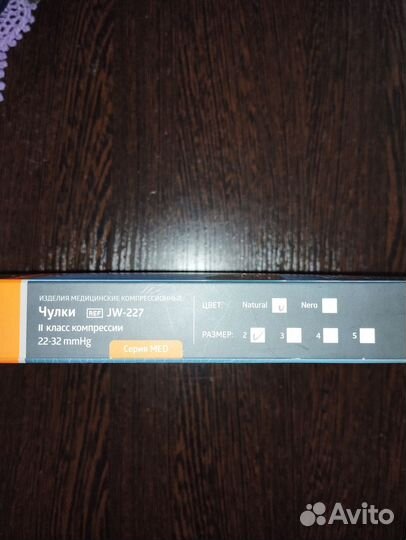 ИЗДЕЛИЯ МЕДИЦИНСКИЕ КОМПРЕССИОННЫЕ
Чулки REF JW-227
II класс компрессии
22-32 mmHg
Серия MED
ЦВЕТ: Natural Nero
РАЗМЕР: 2 3 4 5
Avito